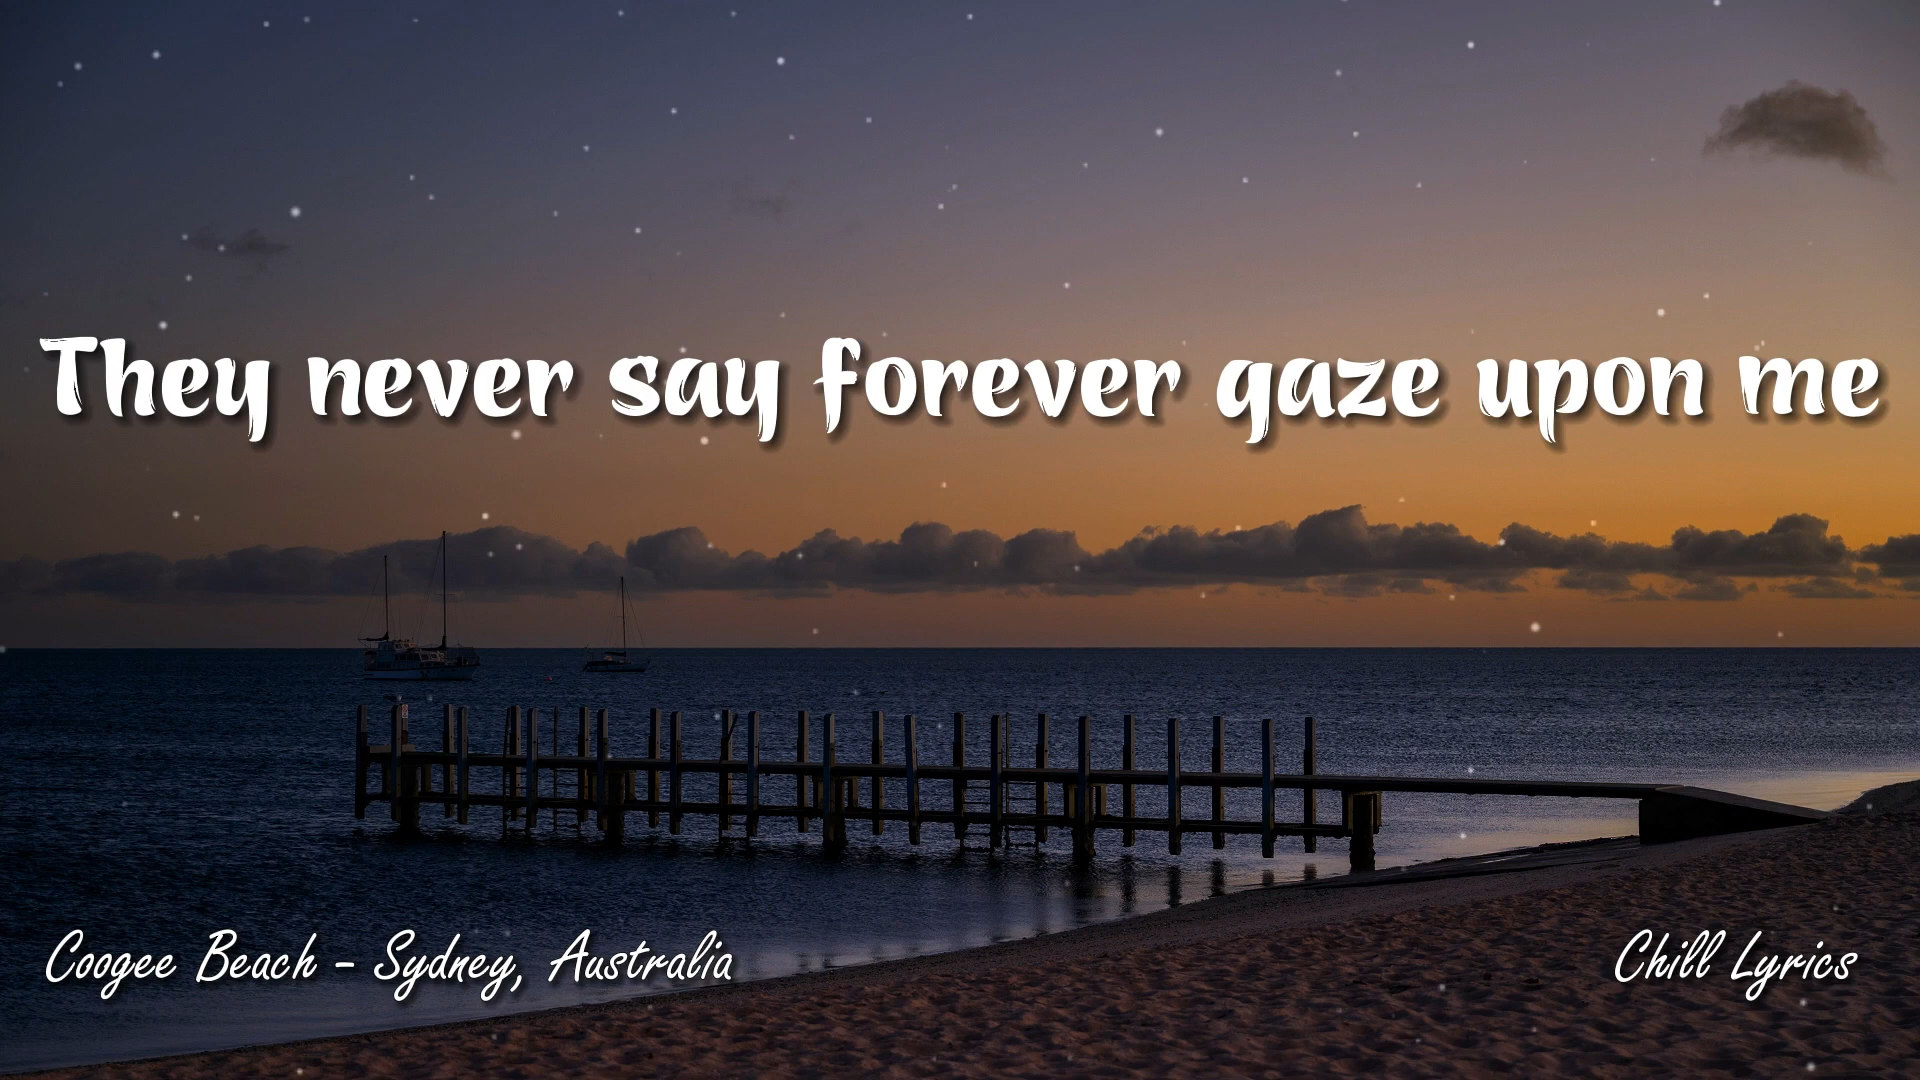 They never say forever gaze upon me
Coogee Beach - Sydney, Australia
Chill Lyrics